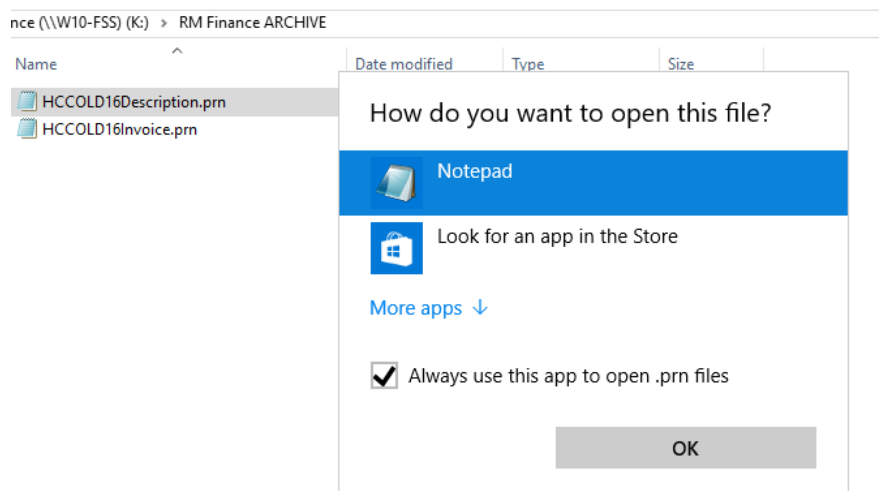 nce (\\W10-FSS) (K:) > RM Finance ARCHIVE
Name Date modified Type Size
HCCOLD16Description.prn
HCCOLD16Invoice.prn
How do you want to open this file?
Notepad
Look for an app in the Store
More apps
Always use this app to open .prn files
OK